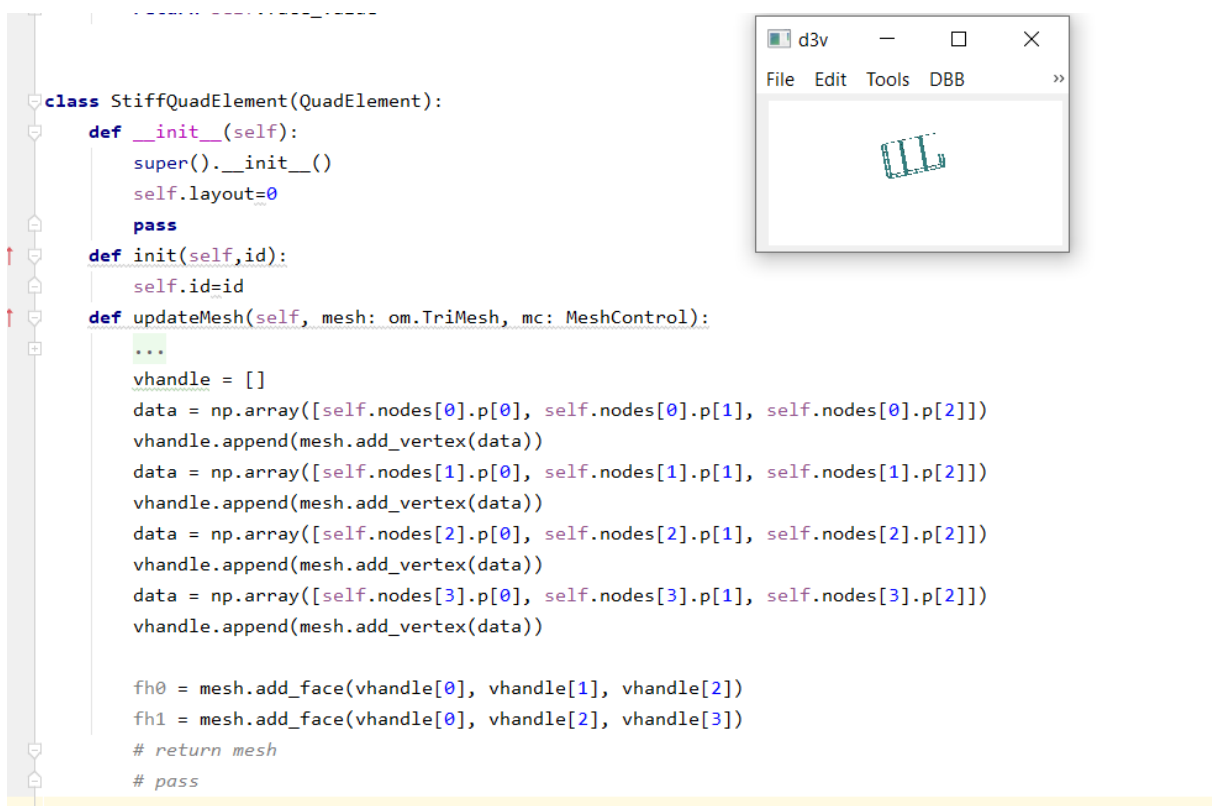 class StiffQuadElement(QuadElement):
def __init__(self):
super().__init__()
self.layout=0
pass
def init(self,id):
self.id=id
def updateMesh(self, mesh: om.TriMesh, mc: MeshControl):
...
vhandle = []
data = np.array([self.nodes[0].p[0], self.nodes[0].p[1], self.nodes[0].p[2]])
vhandle.append(mesh.add_vertex(data))
data = np.array([self.nodes[1].p[0], self.nodes[1].p[1], self.nodes[1].p[2]])
vhandle.append(mesh.add_vertex(data))
data = np.array([self.nodes[2].p[0], self.nodes[2].p[1], self.nodes[2].p[2]])
vhandle.append(mesh.add_vertex(data))
data = np.array([self.nodes[3].p[0], self.nodes[3].p[1], self.nodes[3].p[2]])
vhandle.append(mesh.add_vertex(data))
fh0 = mesh.add_face(vhandle[0], vhandle[1], vhandle[2])
fh1 = mesh.add_face(vhandle[0], vhandle[2], vhandle[3])
# return mesh
# pass
d3v
File Edit Tools DBB »